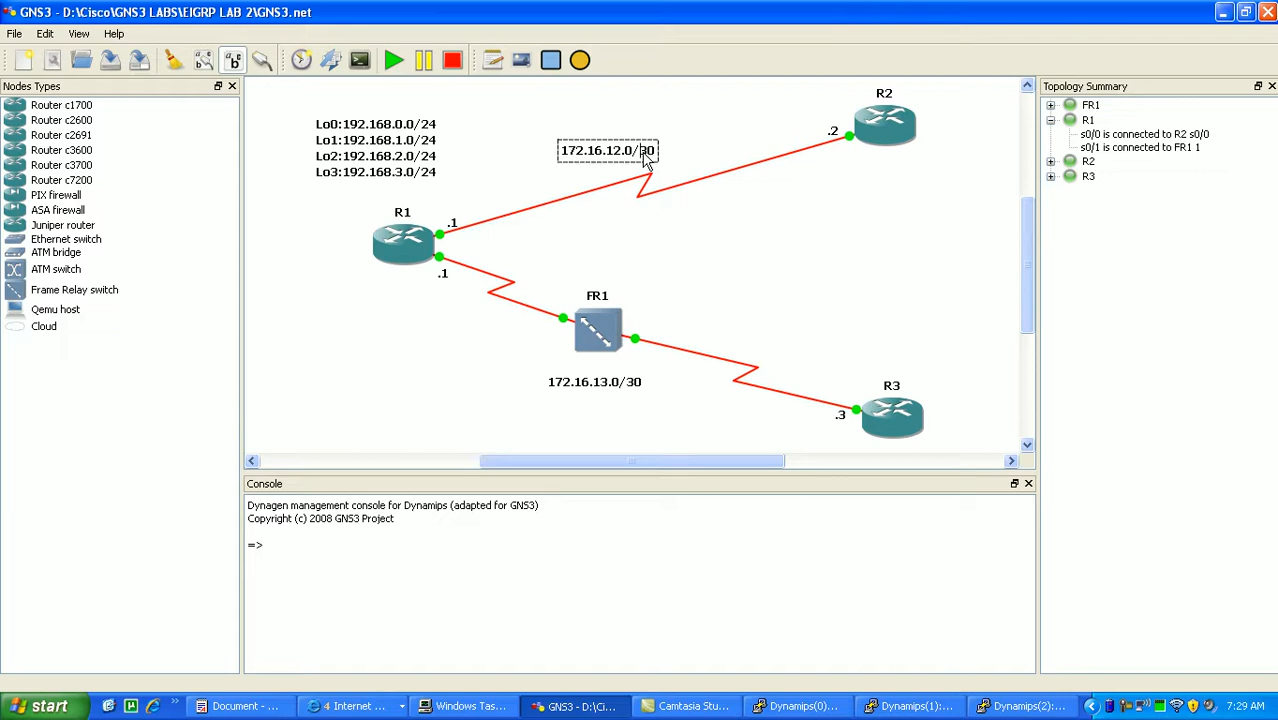 GNS3 - D:\Cisco\GNS3 LABS\EIGRP LAB 2\GNS3.net
File Edit View Help
Nodes Types
Router c1700
Router c2600
Router c2691
Router c3600
Router c3700
Router c7200
PIX firewall
ASA firewall
Juniper router
Ethernet switch
ATM bridge
ATM switch
Frame Relay switch
Qemu host
Cloud
Lo0:192.168.0.0/24
Lo1:192.168.1.0/24
Lo2:192.168.2.0/24
Lo3:192.168.3.0/24
172.16.12.0/30
R2
.2
R1
.1
.1
FR1
172.16.13.0/30
R3
.3
Topology Summary
FR1
R1
s0/0 is connected to R2 s0/0
s0/1 is connected to FR1 1
R2
R3
Console
Dynagen management console for Dynamips (adapted for GNS3)
Copyright (c) 2008 GNS3 Project
=>
start
Document - ...
4 Internet ...
Windows Tas...
GNS3 - D:\Ci...
Camtasia Stu...
Dynamips(0)...
Dynamips(1):...
Dynamips(2):...
7:29 AM